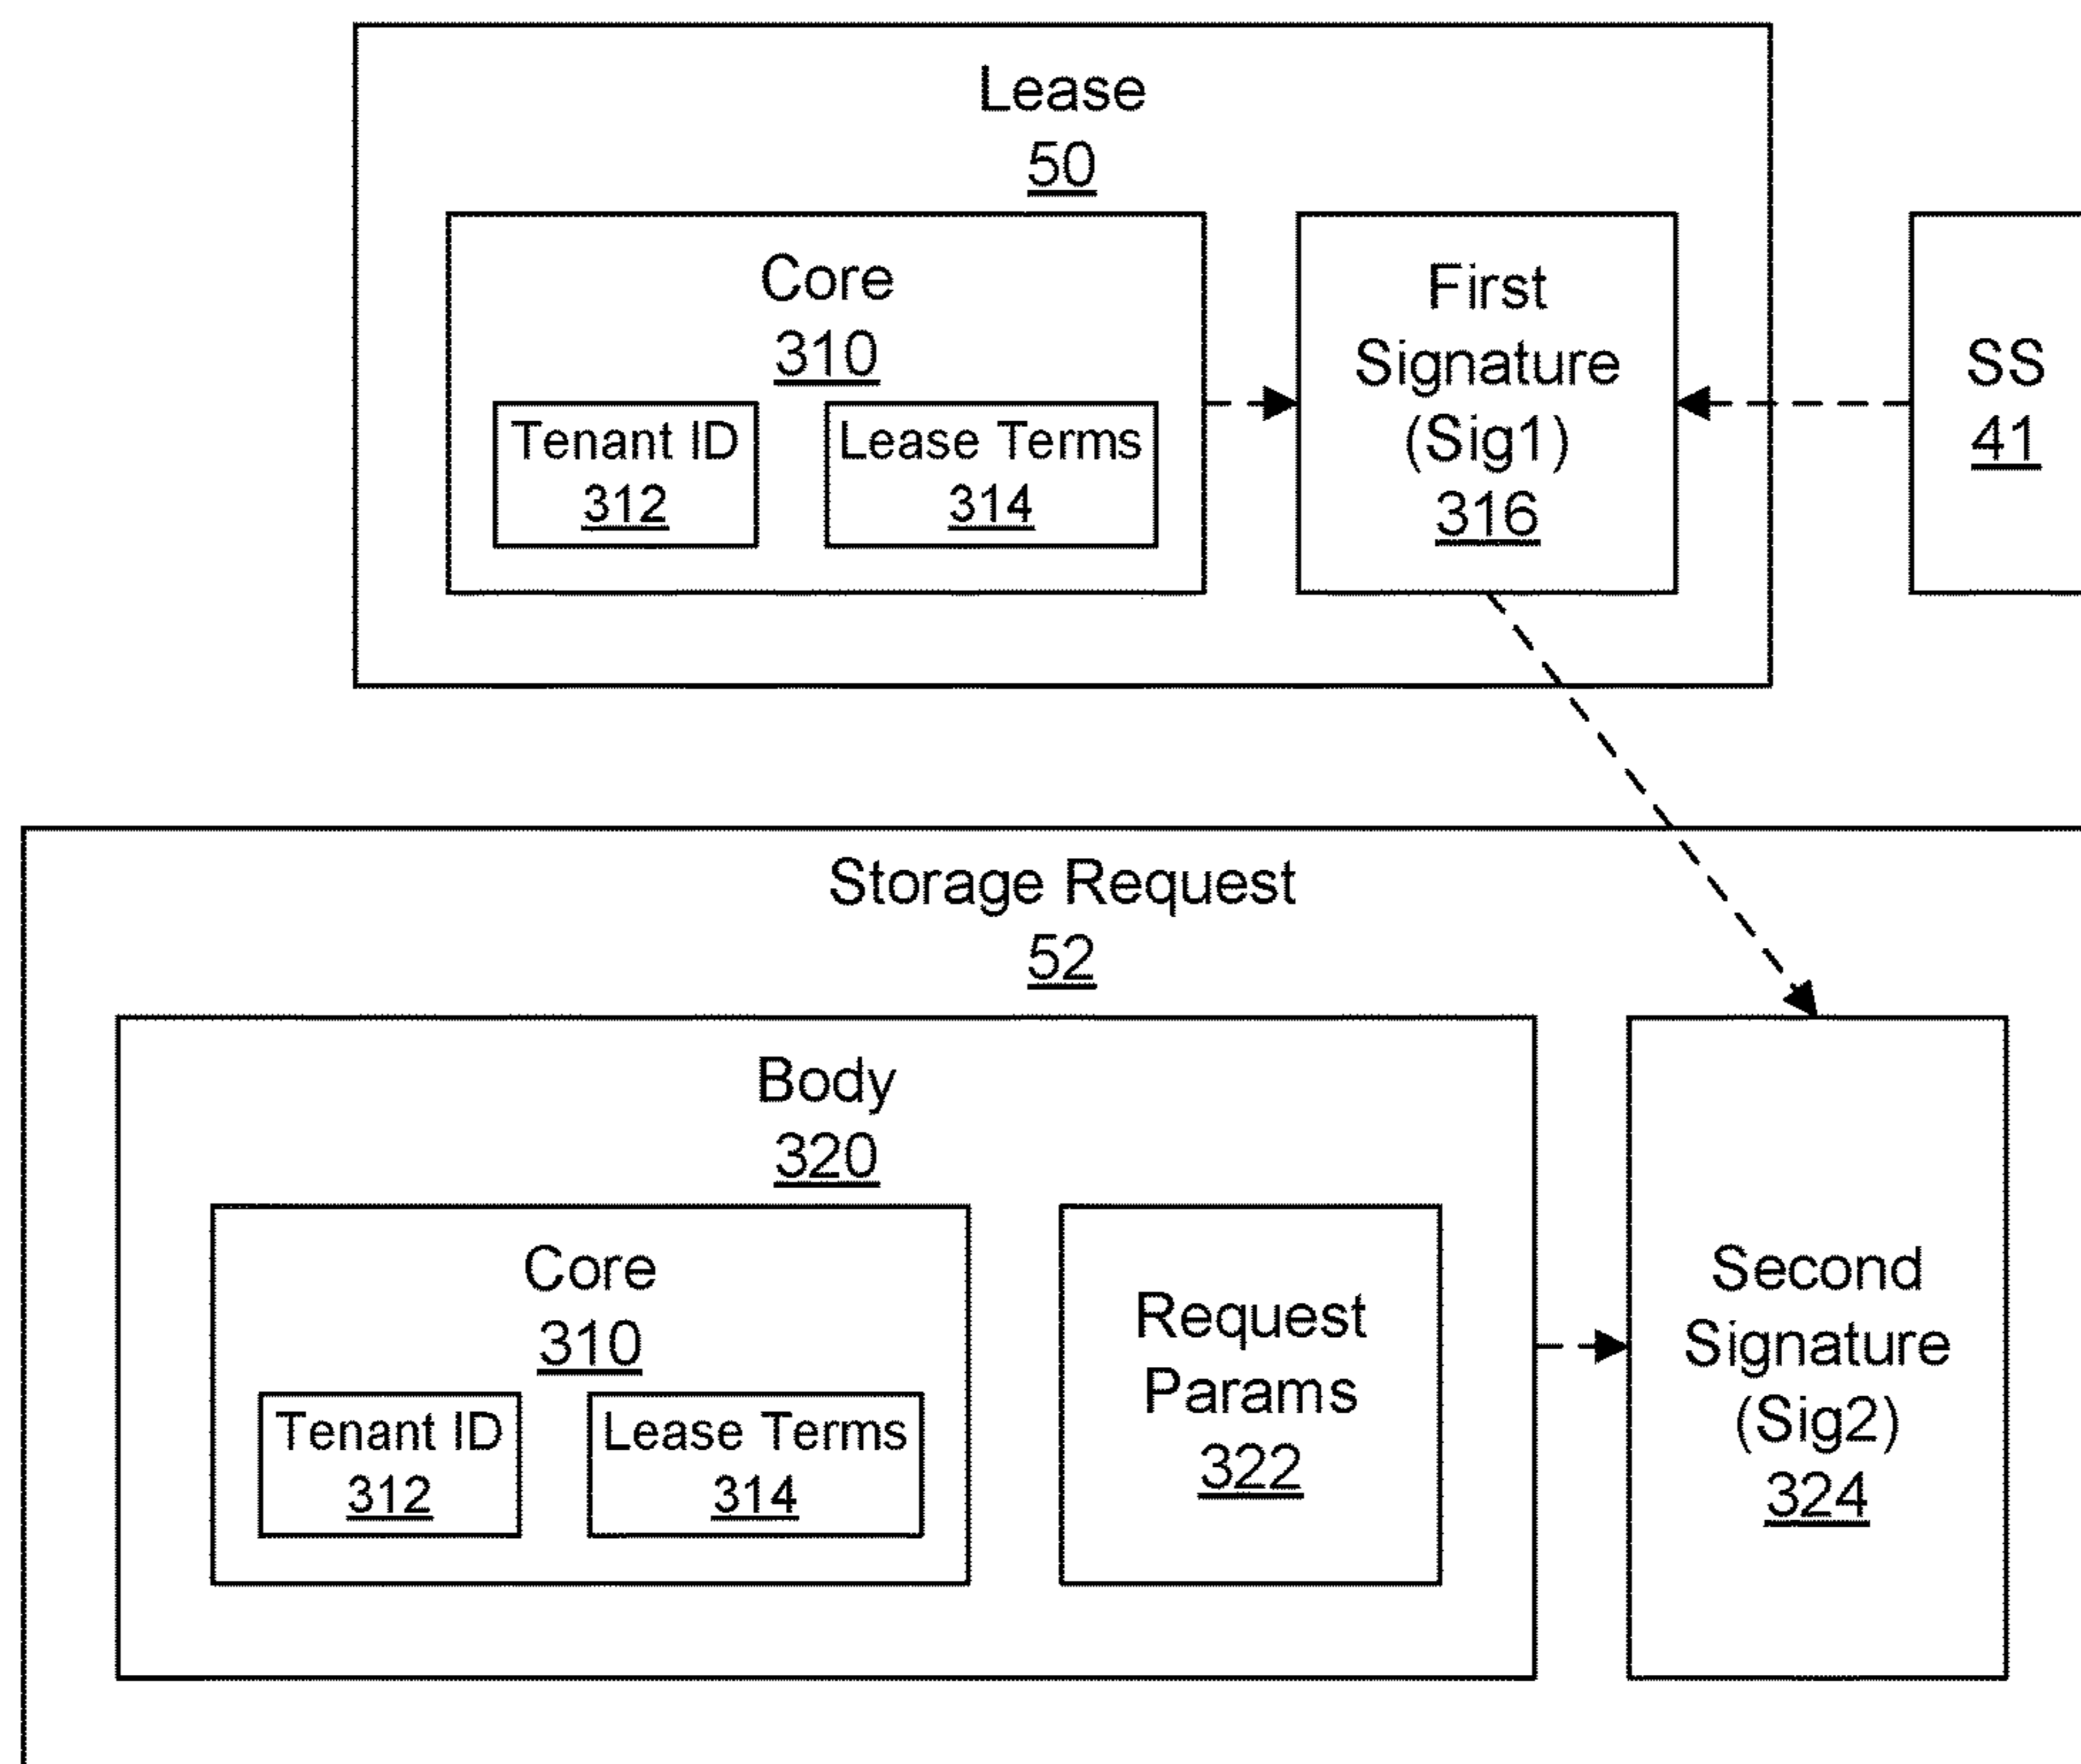 Lease
50
Core
310
Tenant ID
312
Lease Terms
314
First
Signature
(Sig1)
316
SS
41
Storage Request
52
Body
320
Core
310
Tenant ID
312
Lease Terms
314
Request
Params
322
Second
Signature
(Sig2)
324